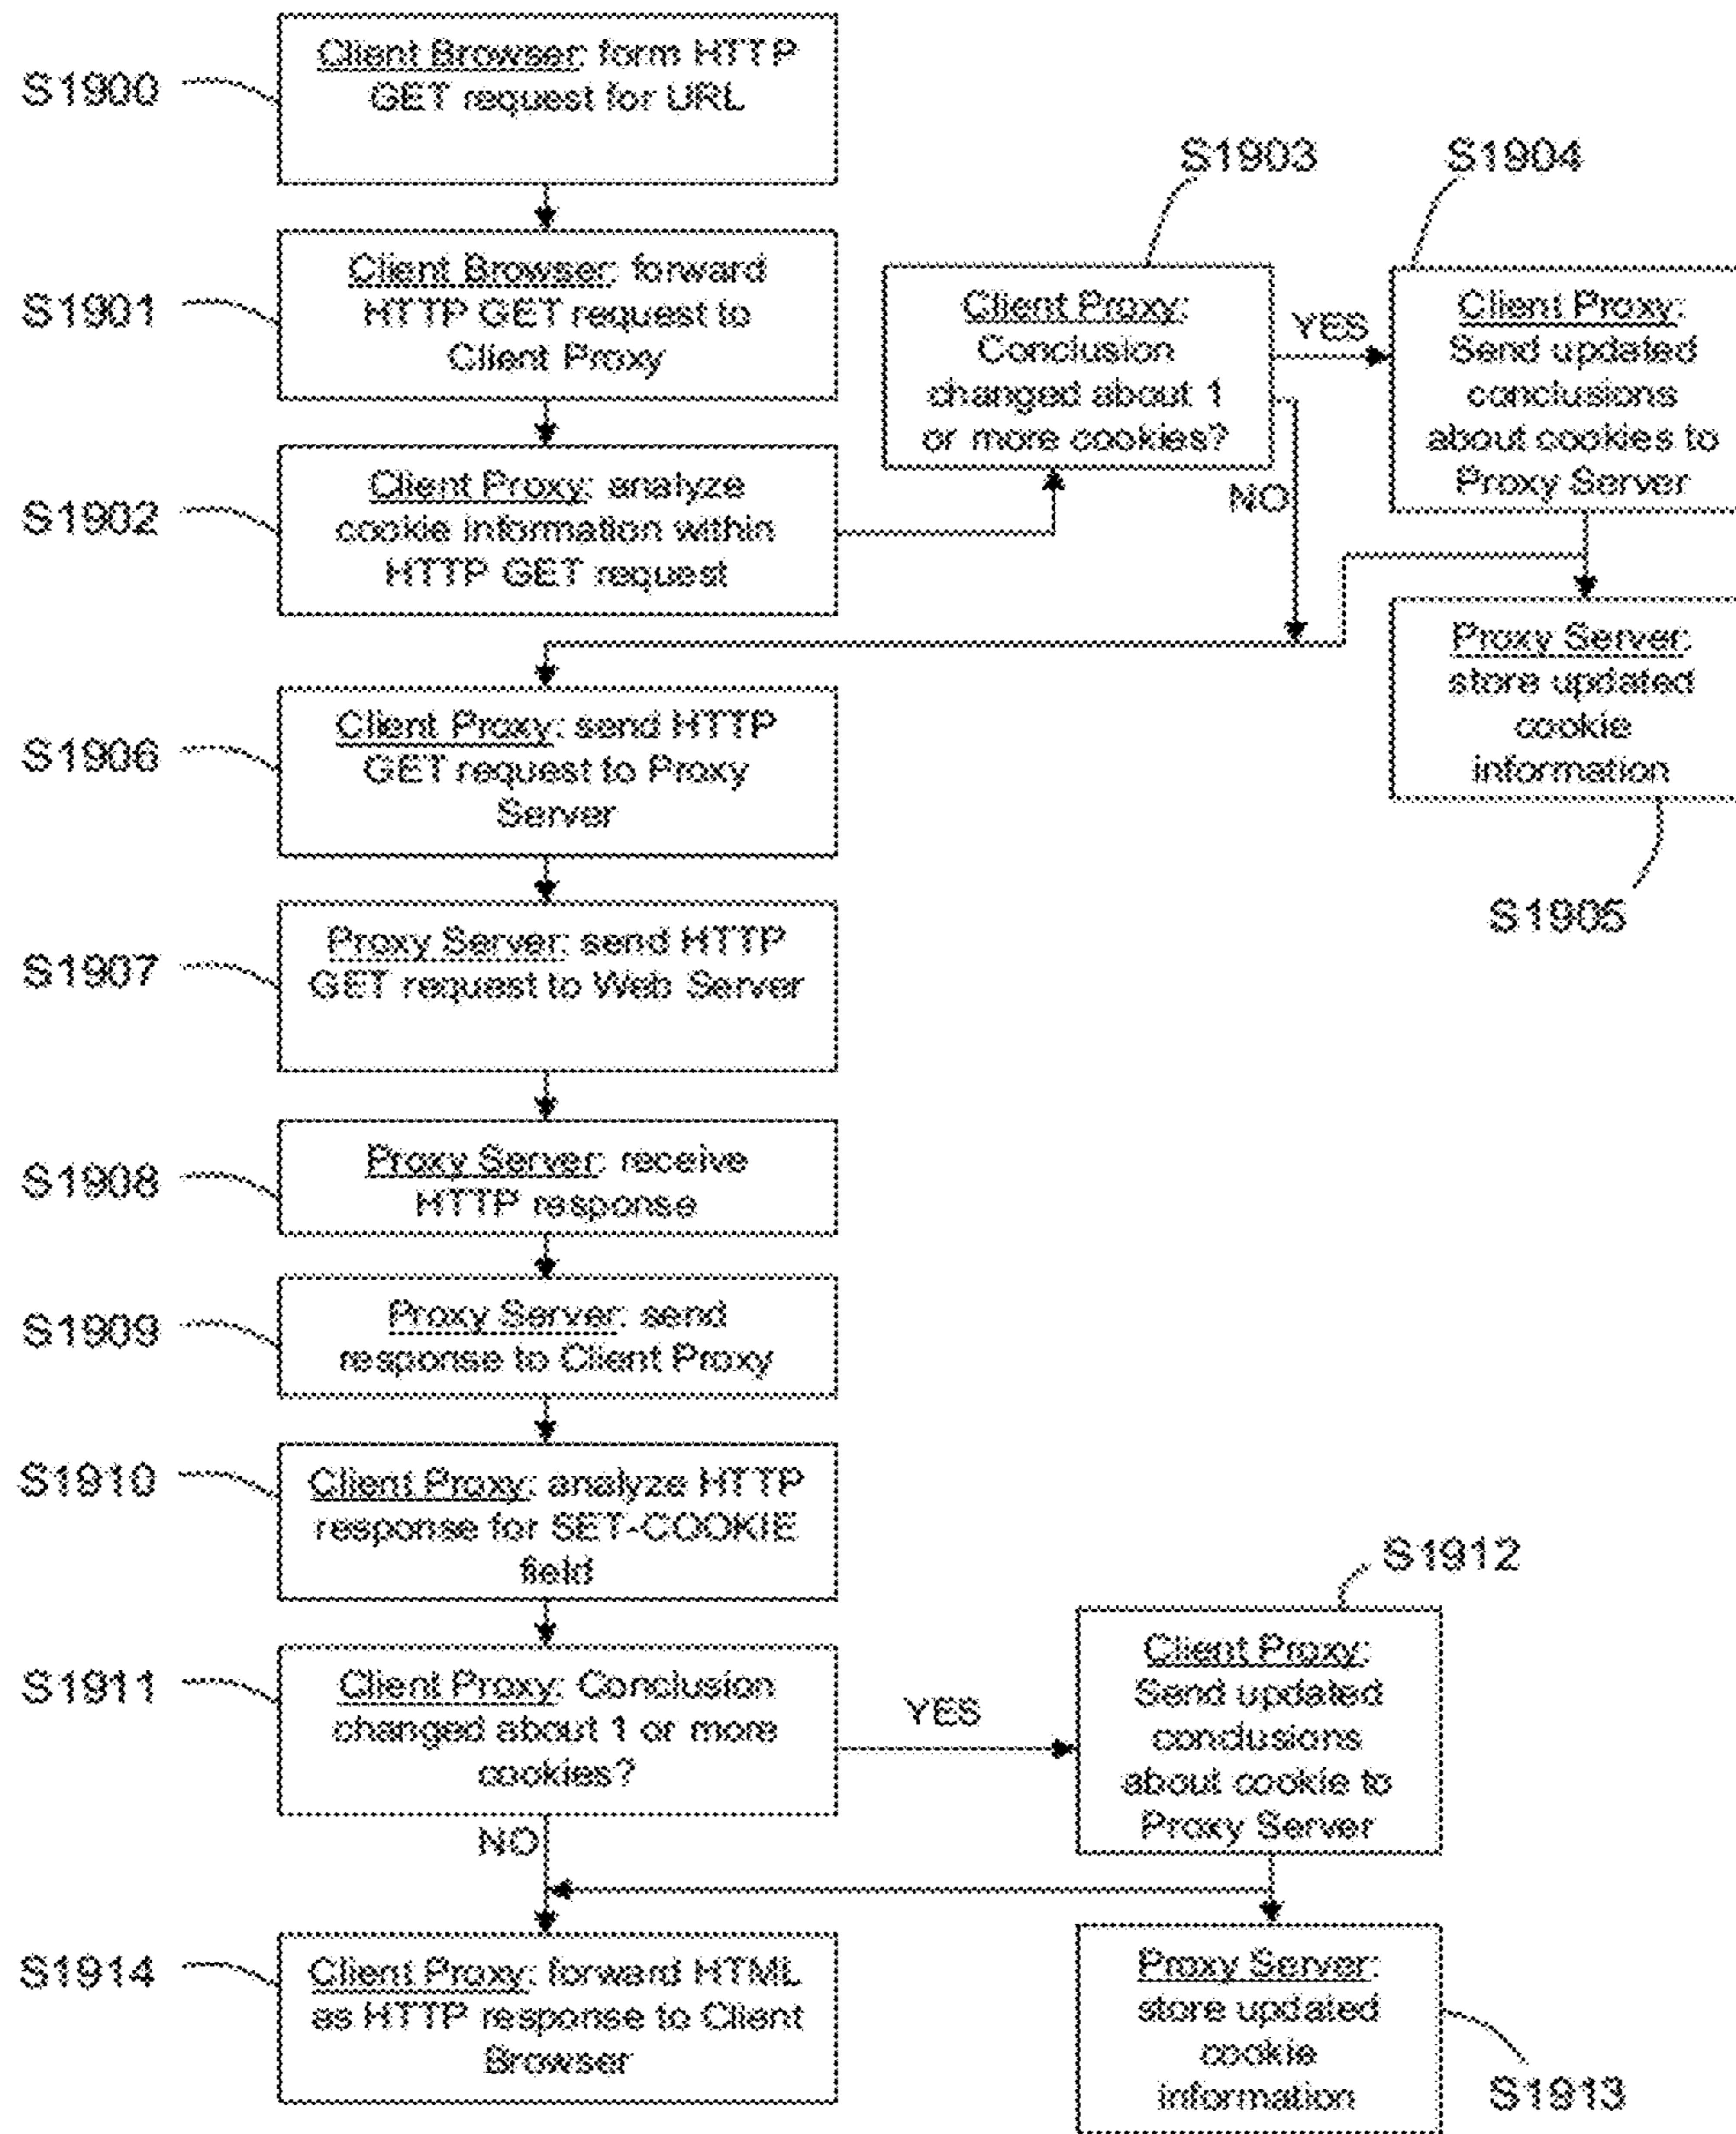 S1900
Client Browser: form HTTP
GET request for URL
S1901
Client Browser: forward
HTTP GET request to
Client Proxy
S1902
Client Proxy: analyze
cookie information within
HTTP GET request
S1903
Client Proxy:
Conclusion
changed about 1
or more cookies?
YES
NO
S1904
Client Proxy:
Send updated
conclusions
about cookies to
Proxy Server
Proxy Server:
store updated
cookie
information
S1905
S1906
Client Proxy: send HTTP
GET request to Proxy
Server
S1907
Proxy Server: send HTTP
GET request to Web Server
S1908
Proxy Server: receive
HTTP response
S1909
Proxy Server: send
response to Client Proxy
S1910
Client Proxy: analyze HTTP
response for SET-COOKIE
field
S1911
Client Proxy: Conclusion
changed about 1 or more
cookies?
YES
NO
S1912
Client Proxy:
Send updated
conclusions
about cookie to
Proxy Server
S1914
Client Proxy: forward HTML
as HTTP response to Client
Browser
Proxy Server:
store updated
cookie
information
S1913